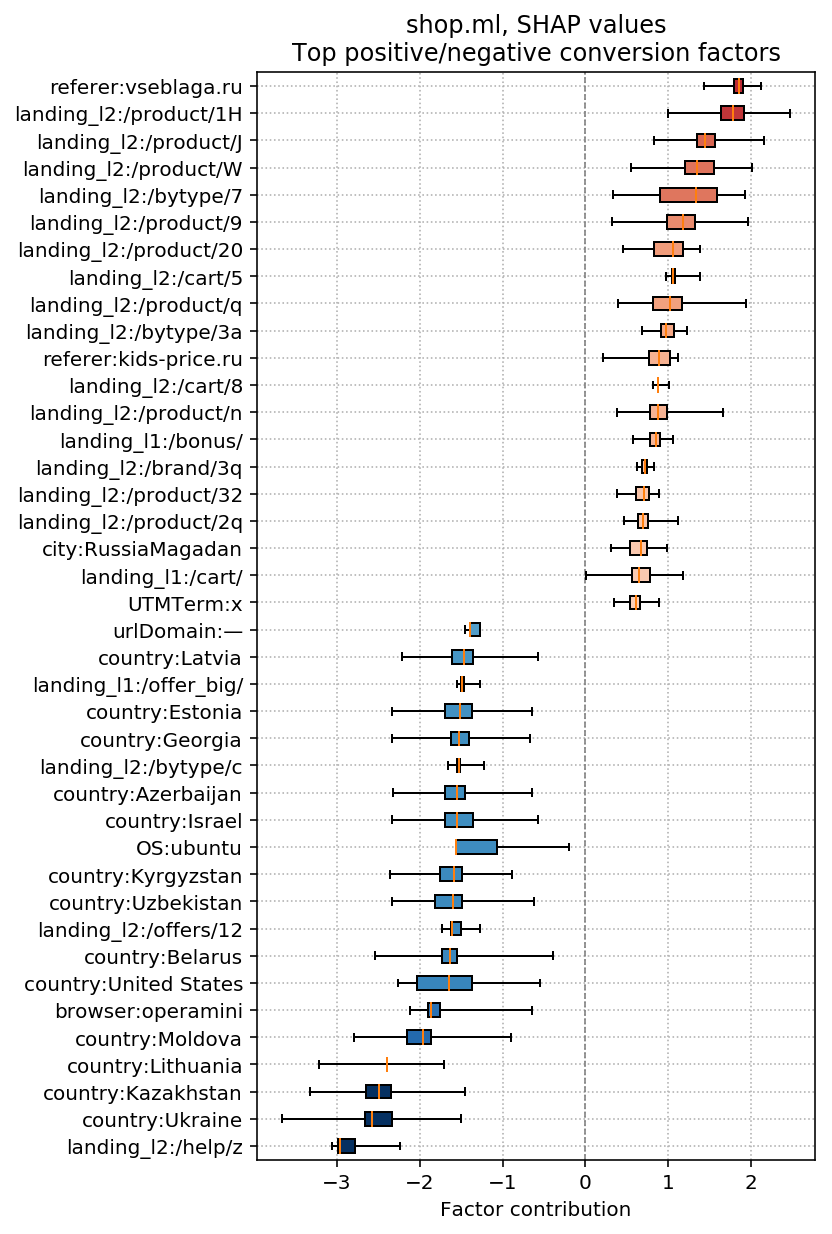 shop.ml, SHAP values
Top positive/negative conversion factors
referer:vseblaga.ru
landing_l2:/product/1H
landing_l2:/product/J
landing_l2:/product/W
landing_l2:/bytype/7
landing_l2:/product/9
landing_l2:/product/20
landing_l2:/cart/5
landing_l2:/product/q
landing_l2:/bytype/3a
referer:kids-price.ru
landing_l2:/cart/8
landing_l2:/product/n
landing_l1:/bonus/
landing_l2:/brand/3q
landing_l2:/product/32
landing_l2:/product/2q
city:RussiaMagadan
landing_l1:/cart/
UTMTerm:x
urlDomain:—
country:Latvia
landing_l1:/offer_big/
country:Estonia
country:Georgia
landing_l2:/bytype/c
country:Azerbaijan
country:Israel
OS:ubuntu
country:Kyrgyzstan
country:Uzbekistan
landing_l2:/offers/12
country:Belarus
country:United States
browser:operamini
country:Moldova
country:Lithuania
country:Kazakhstan
country:Ukraine
landing_l2:/help/z
−3 −2 −1 0 1 2
Factor contribution